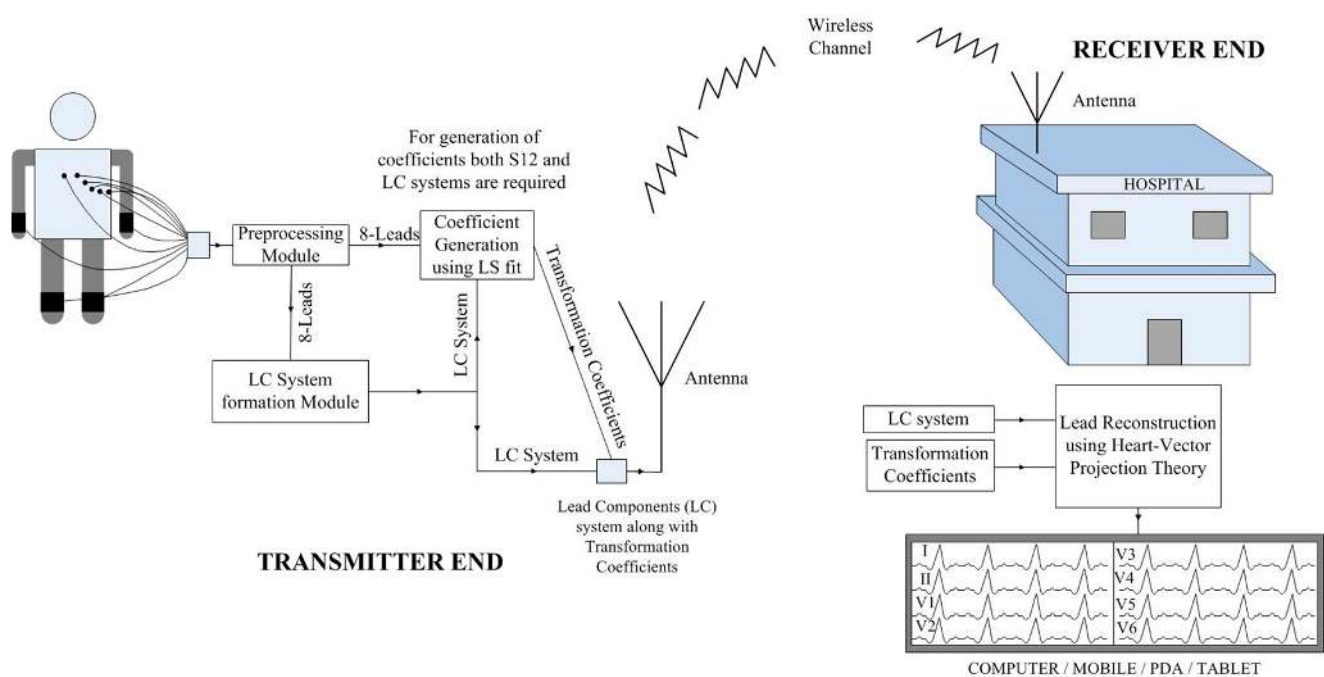 Wireless
Channel
RECEIVER END
Antenna
HOSPITAL
For generation of
coefficients both S12 and
LC systems are required
Preprocessing
Module
8-Leads
Coefficient
Generation
using LS fit
8-Leads
LC System
formation Module
LC System
Transformation Coefficients
Antenna
LC System
Lead Components (LC)
system along with
Transformation
Coefficients
TRANSMITTER END
LC system
Transformation
Coefficients
Lead Reconstruction
using Heart-Vector
Projection Theory
I
II
V1
V2
V3
V4
V5
V6
COMPUTER / MOBILE / PDA / TABLET